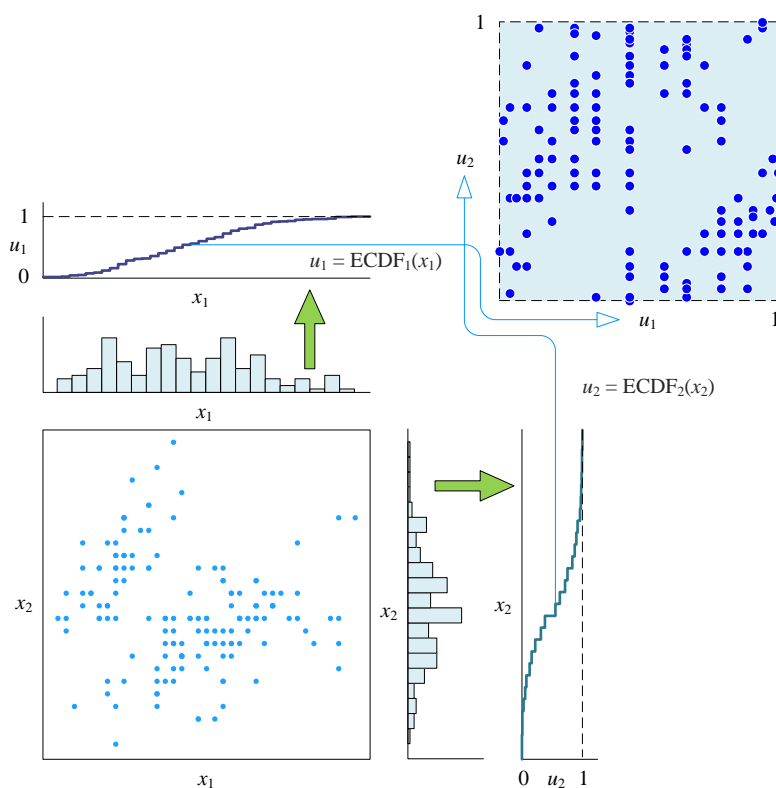 1
u₂
1
u₁
0
x₁
u₁ = ECDF₁(x₁)
u₁
1
x₁
u₂ = ECDF₂(x₂)
x₂
x₂
x₂
x₁
0
u₂
1